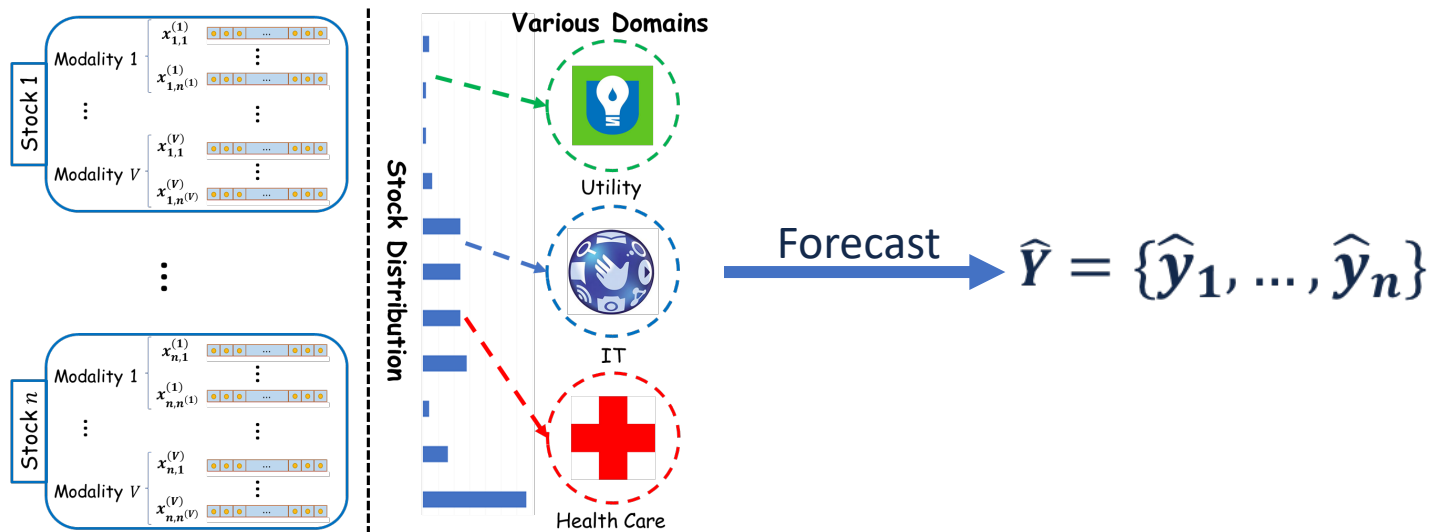 Stock 1
Modality 1
x_{1,1}^{(1)}
...
⋮
x_{1,n^{(1)}}^{(1)}
...
⋮
⋮
Modality V
x_{1,1}^{(V)}
...
⋮
x_{1,n^{(V)}}^{(V)}
...
⋮
Stock n
Modality 1
x_{n,1}^{(1)}
...
⋮
x_{n,n^{(1)}}^{(1)}
...
⋮
⋮
Modality V
x_{n,1}^{(V)}
...
⋮
x_{n,n^{(V)}}^{(V)}
...
Stock Distribution
Various Domains
Utility
IT
Health Care
Forecast
Ŷ = {ŷ_1, … , ŷ_n}